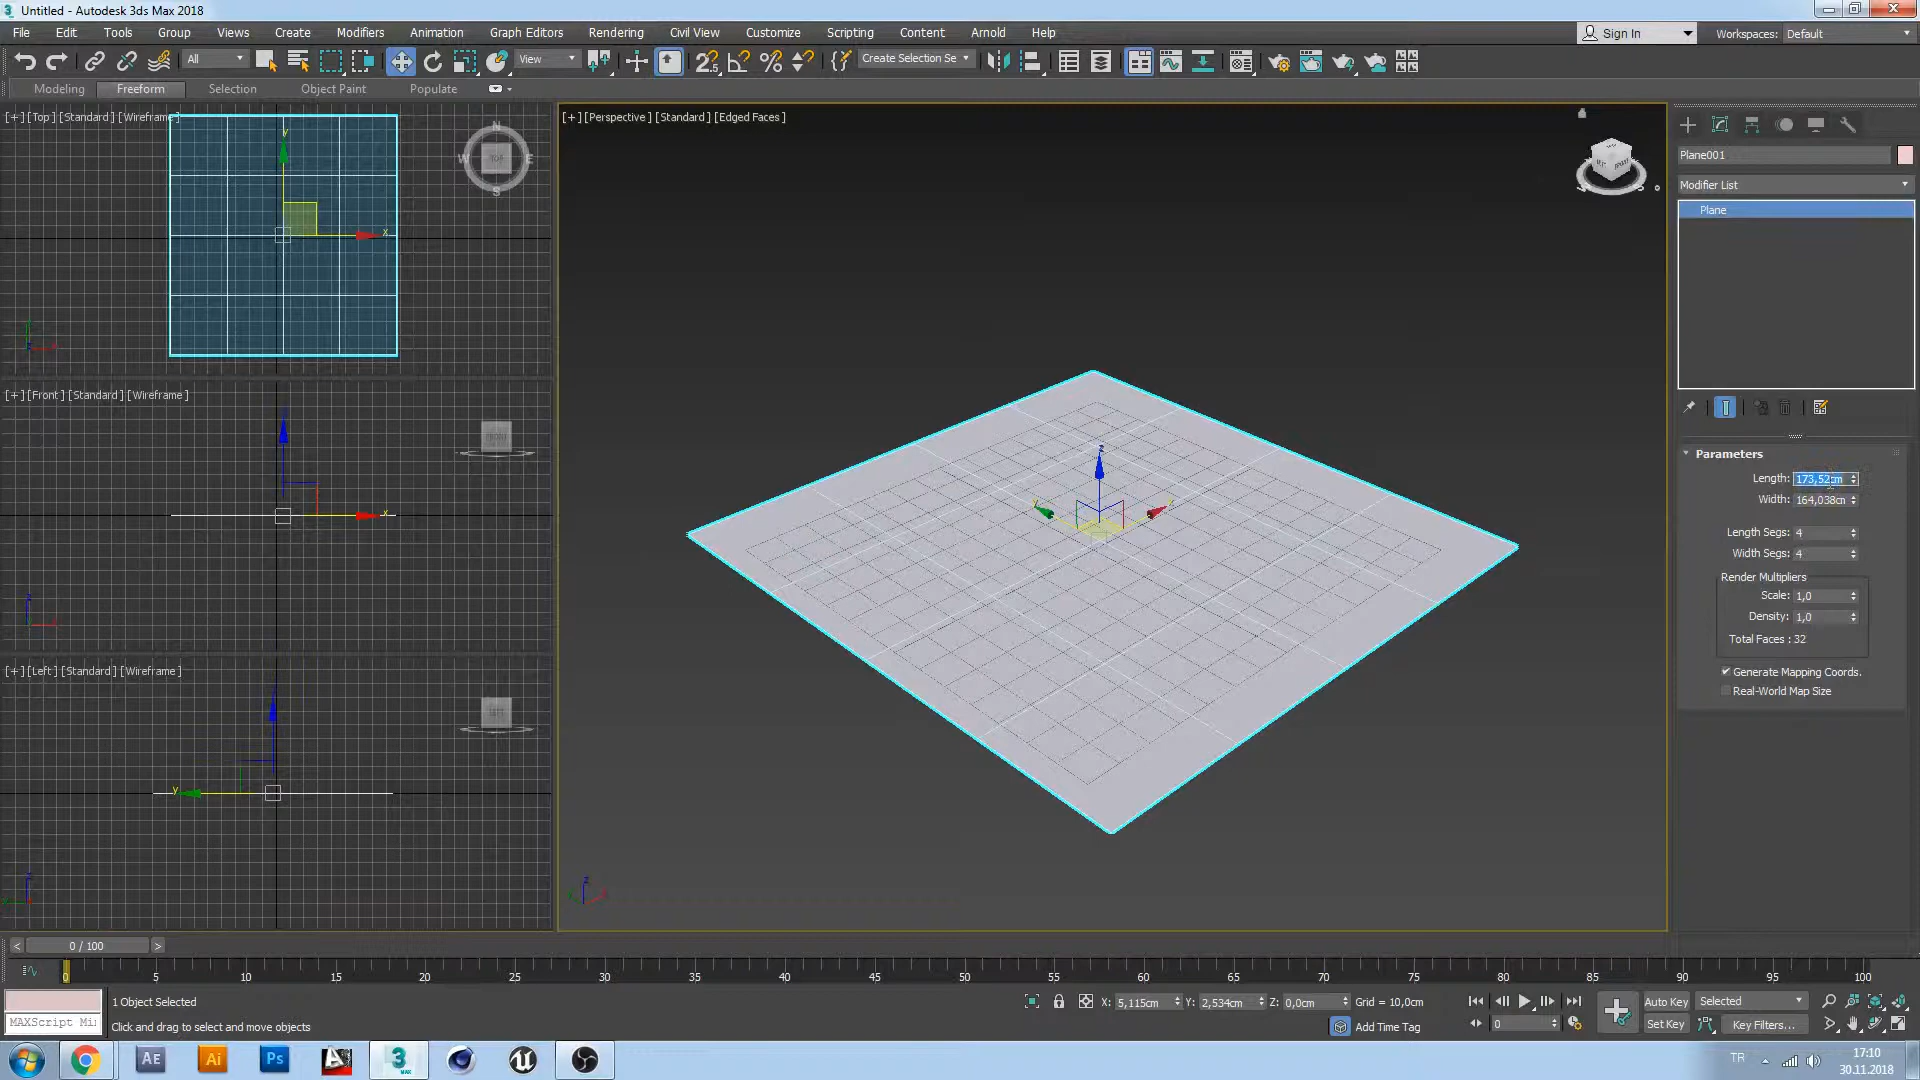 Untitled - Autodesk 3ds Max 2018
File Edit Tools Group Views Create Modifiers Animation Graph Editors Rendering Civil View Customize Scripting Content Arnold Help
Sign In Workspaces: Default
All View Create Selection Se
Modeling Freeform Selection Object Paint Populate
[+] [Top] [Standard] [Wireframe]
[+] [Perspective] [Standard] [Edged Faces]
N
W TOP E
S
y
x
Plane001
Modifier List
Plane
[+] [Front] [Standard] [Wireframe]
FRONT
x
z
x
y
Parameters
Length: 173,52cm
Width: 164,038cm
Length Segs: 4
Width Segs: 4
Render Multipliers
Scale: 1,0
Density: 1,0
Total Faces : 32
Generate Mapping Coords.
Real-World Map Size
[+] [Left] [Standard] [Wireframe]
LEFT
y
z
< 0 / 100 >
0 5 10 15 20 25 30 35 40 45 50 55 60 65 70 75 80 85 90 95 100
1 Object Selected
X: 5,115cm Y: 2,534cm Z: 0,0cm Grid = 10,0cm
Auto Key Selected
MAXScript Mi
Click and drag to select and move objects
Add Time Tag
0
Set Key Key Filters...
Ae Ai Ps 3 MAX
TR 17:10
30.11.2018